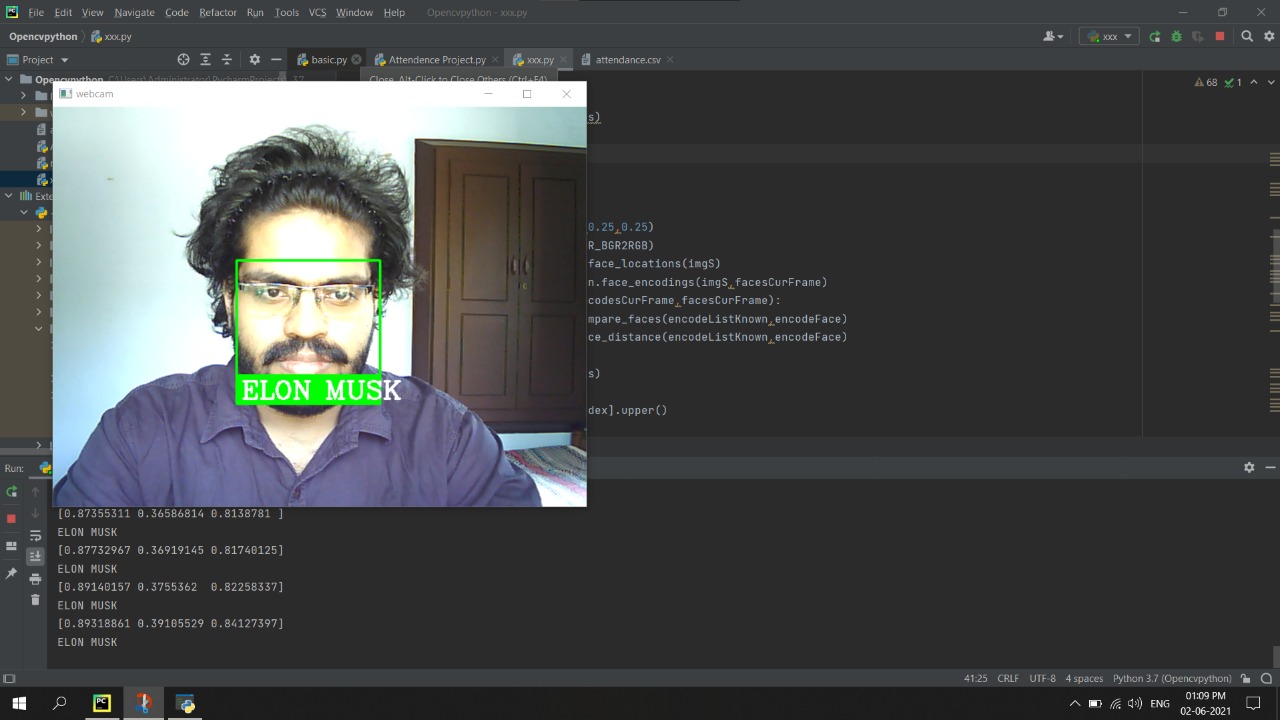 File Edit View Navigate Code Refactor Run Tools VCS Window Help Opencvpython - xxx.py
Opencvpython xxx.py xxx
Project basic.py Attendence Project.py xxx.py attendance.csv
Opencvpython
Close. Alt-Click to Close Others (Ctrl+F4)
68 1
webcam
s)
0.25,0.25)
R_BGR2RGB)
face_locations(imgS)
n.face_encodings(imgS,facesCurFrame)
codesCurFrame,facesCurFrame):
mpare_faces(encodeListKnown,encodeFace)
ce_distance(encodeListKnown,encodeFace)
s)
dex].upper()
Exte
ELON MUSK
Run:
[0.87355311 0.36586814 0.8138781 ]
ELON MUSK
[0.87732967 0.36919145 0.81740125]
ELON MUSK
[0.89140157 0.3755362  0.82258337]
ELON MUSK
[0.89318861 0.39105529 0.84127397]
ELON MUSK
41:25 CRLF UTF-8 4 spaces Python 3.7 (Opencvpython)
PC ENG 01:09 PM
02-06-2021